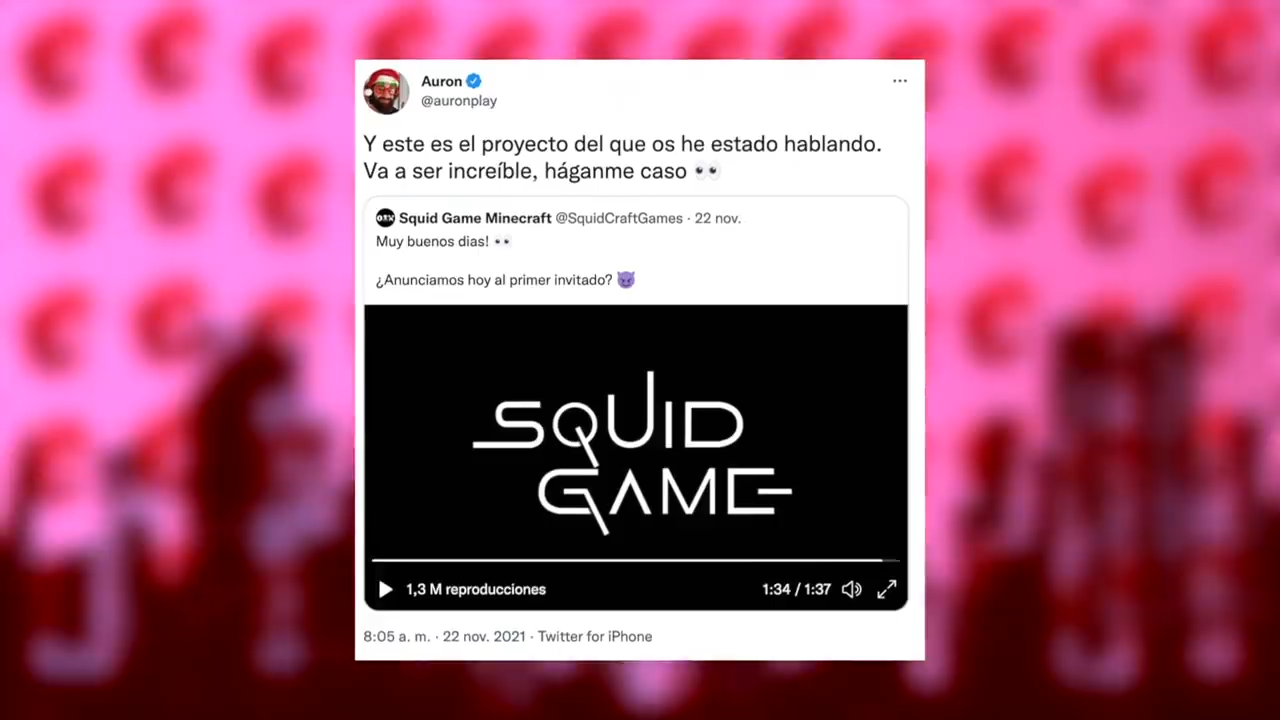 Auron
@auronplay
Y este es el proyecto del que os he estado hablando.
Va a ser increíble, háganme caso 👀
Squid Game Minecraft @SquidCraftGames · 22 nov.
Muy buenos dias! 👀
¿Anunciamos hoy al primer invitado? 😈
SQUID
GAME
1,3 M reproducciones 1:34 / 1:37
8:05 a. m. · 22 nov. 2021 · Twitter for iPhone